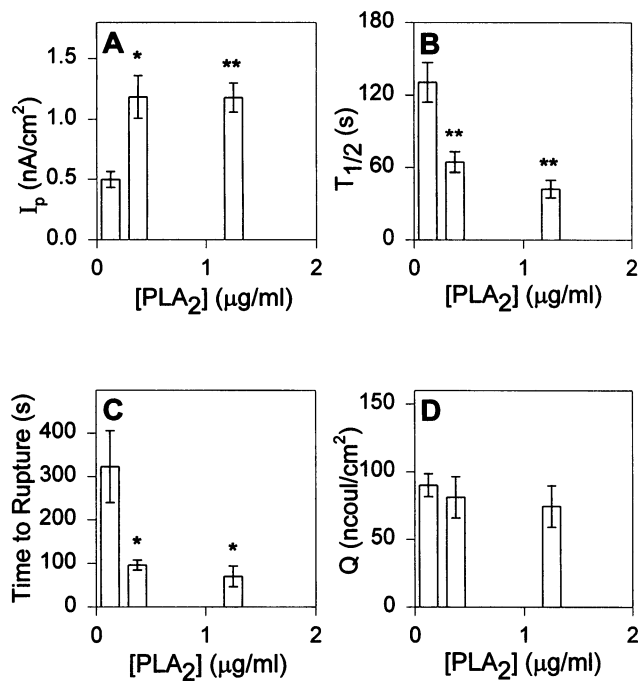 A
I_p (nA/cm²)
1.5
1.0
0.5
0.0
* **
0 1 2
[PLA₂] (μg/ml)
B
T_1/2 (s)
180
120
60
0
** **
0 1 2
[PLA₂] (μg/ml)
C
Time to Rupture (s)
400
300
200
100
0
* *
0 1 2
[PLA₂] (μg/ml)
D
Q (ncoul/cm²)
150
100
50
0
0 1 2
[PLA₂] (μg/ml)